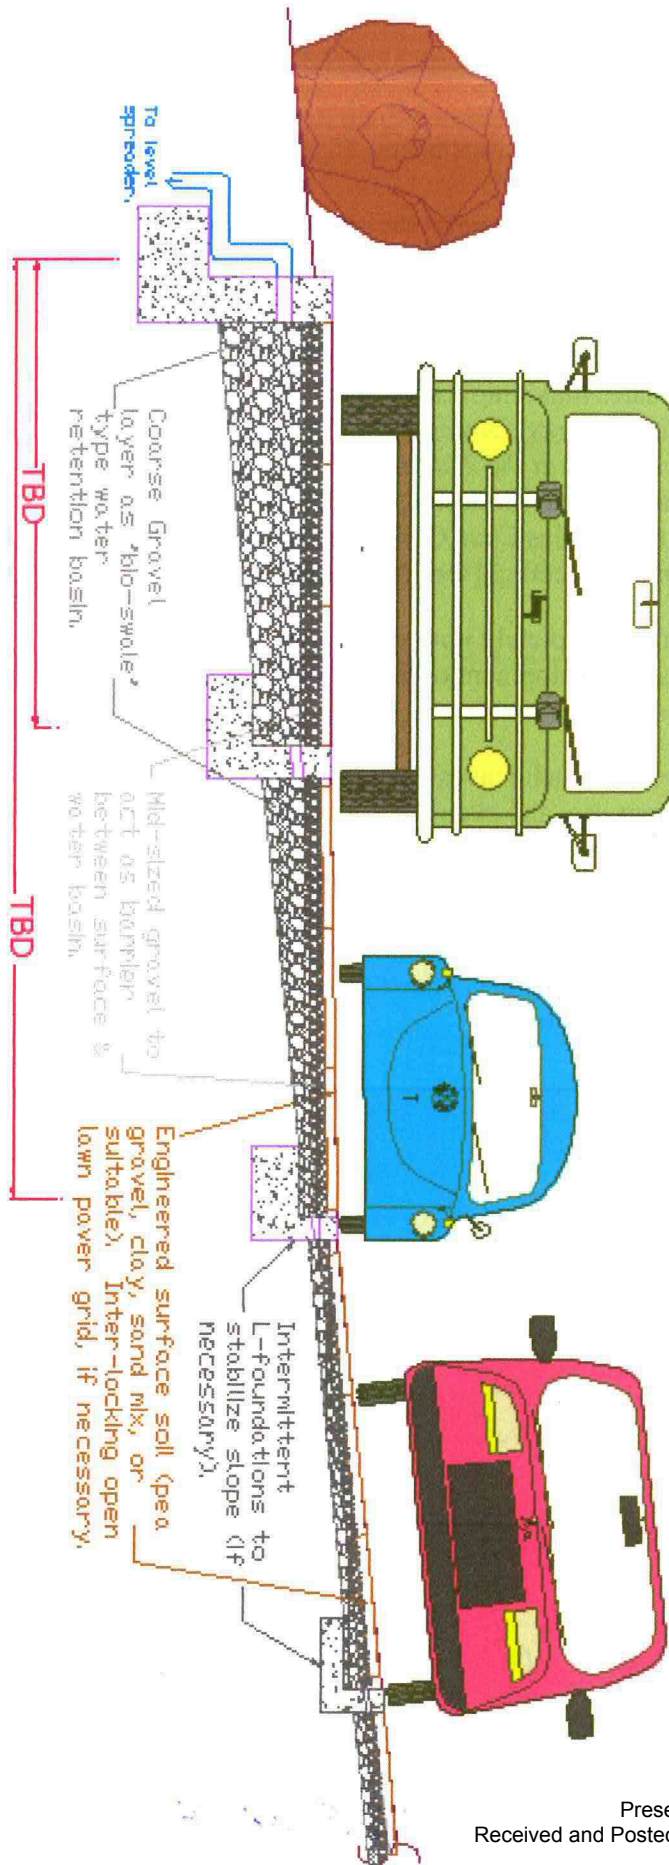 To level
spreader.
Coarse Gravel
layer as "bio-swale"
type water
retention basin.
TBD
Mid-sized gravel to
act as barrier
between surface &
water basin.
TBD
Engineered surface soil (pea
gravel, clay, sand mix, or
suitable). Inter-locking open
lawn paver grid, if necessary.
Intermittent
L-foundations to
stabilize slope (if
necessary).
Prese
Received and Posted